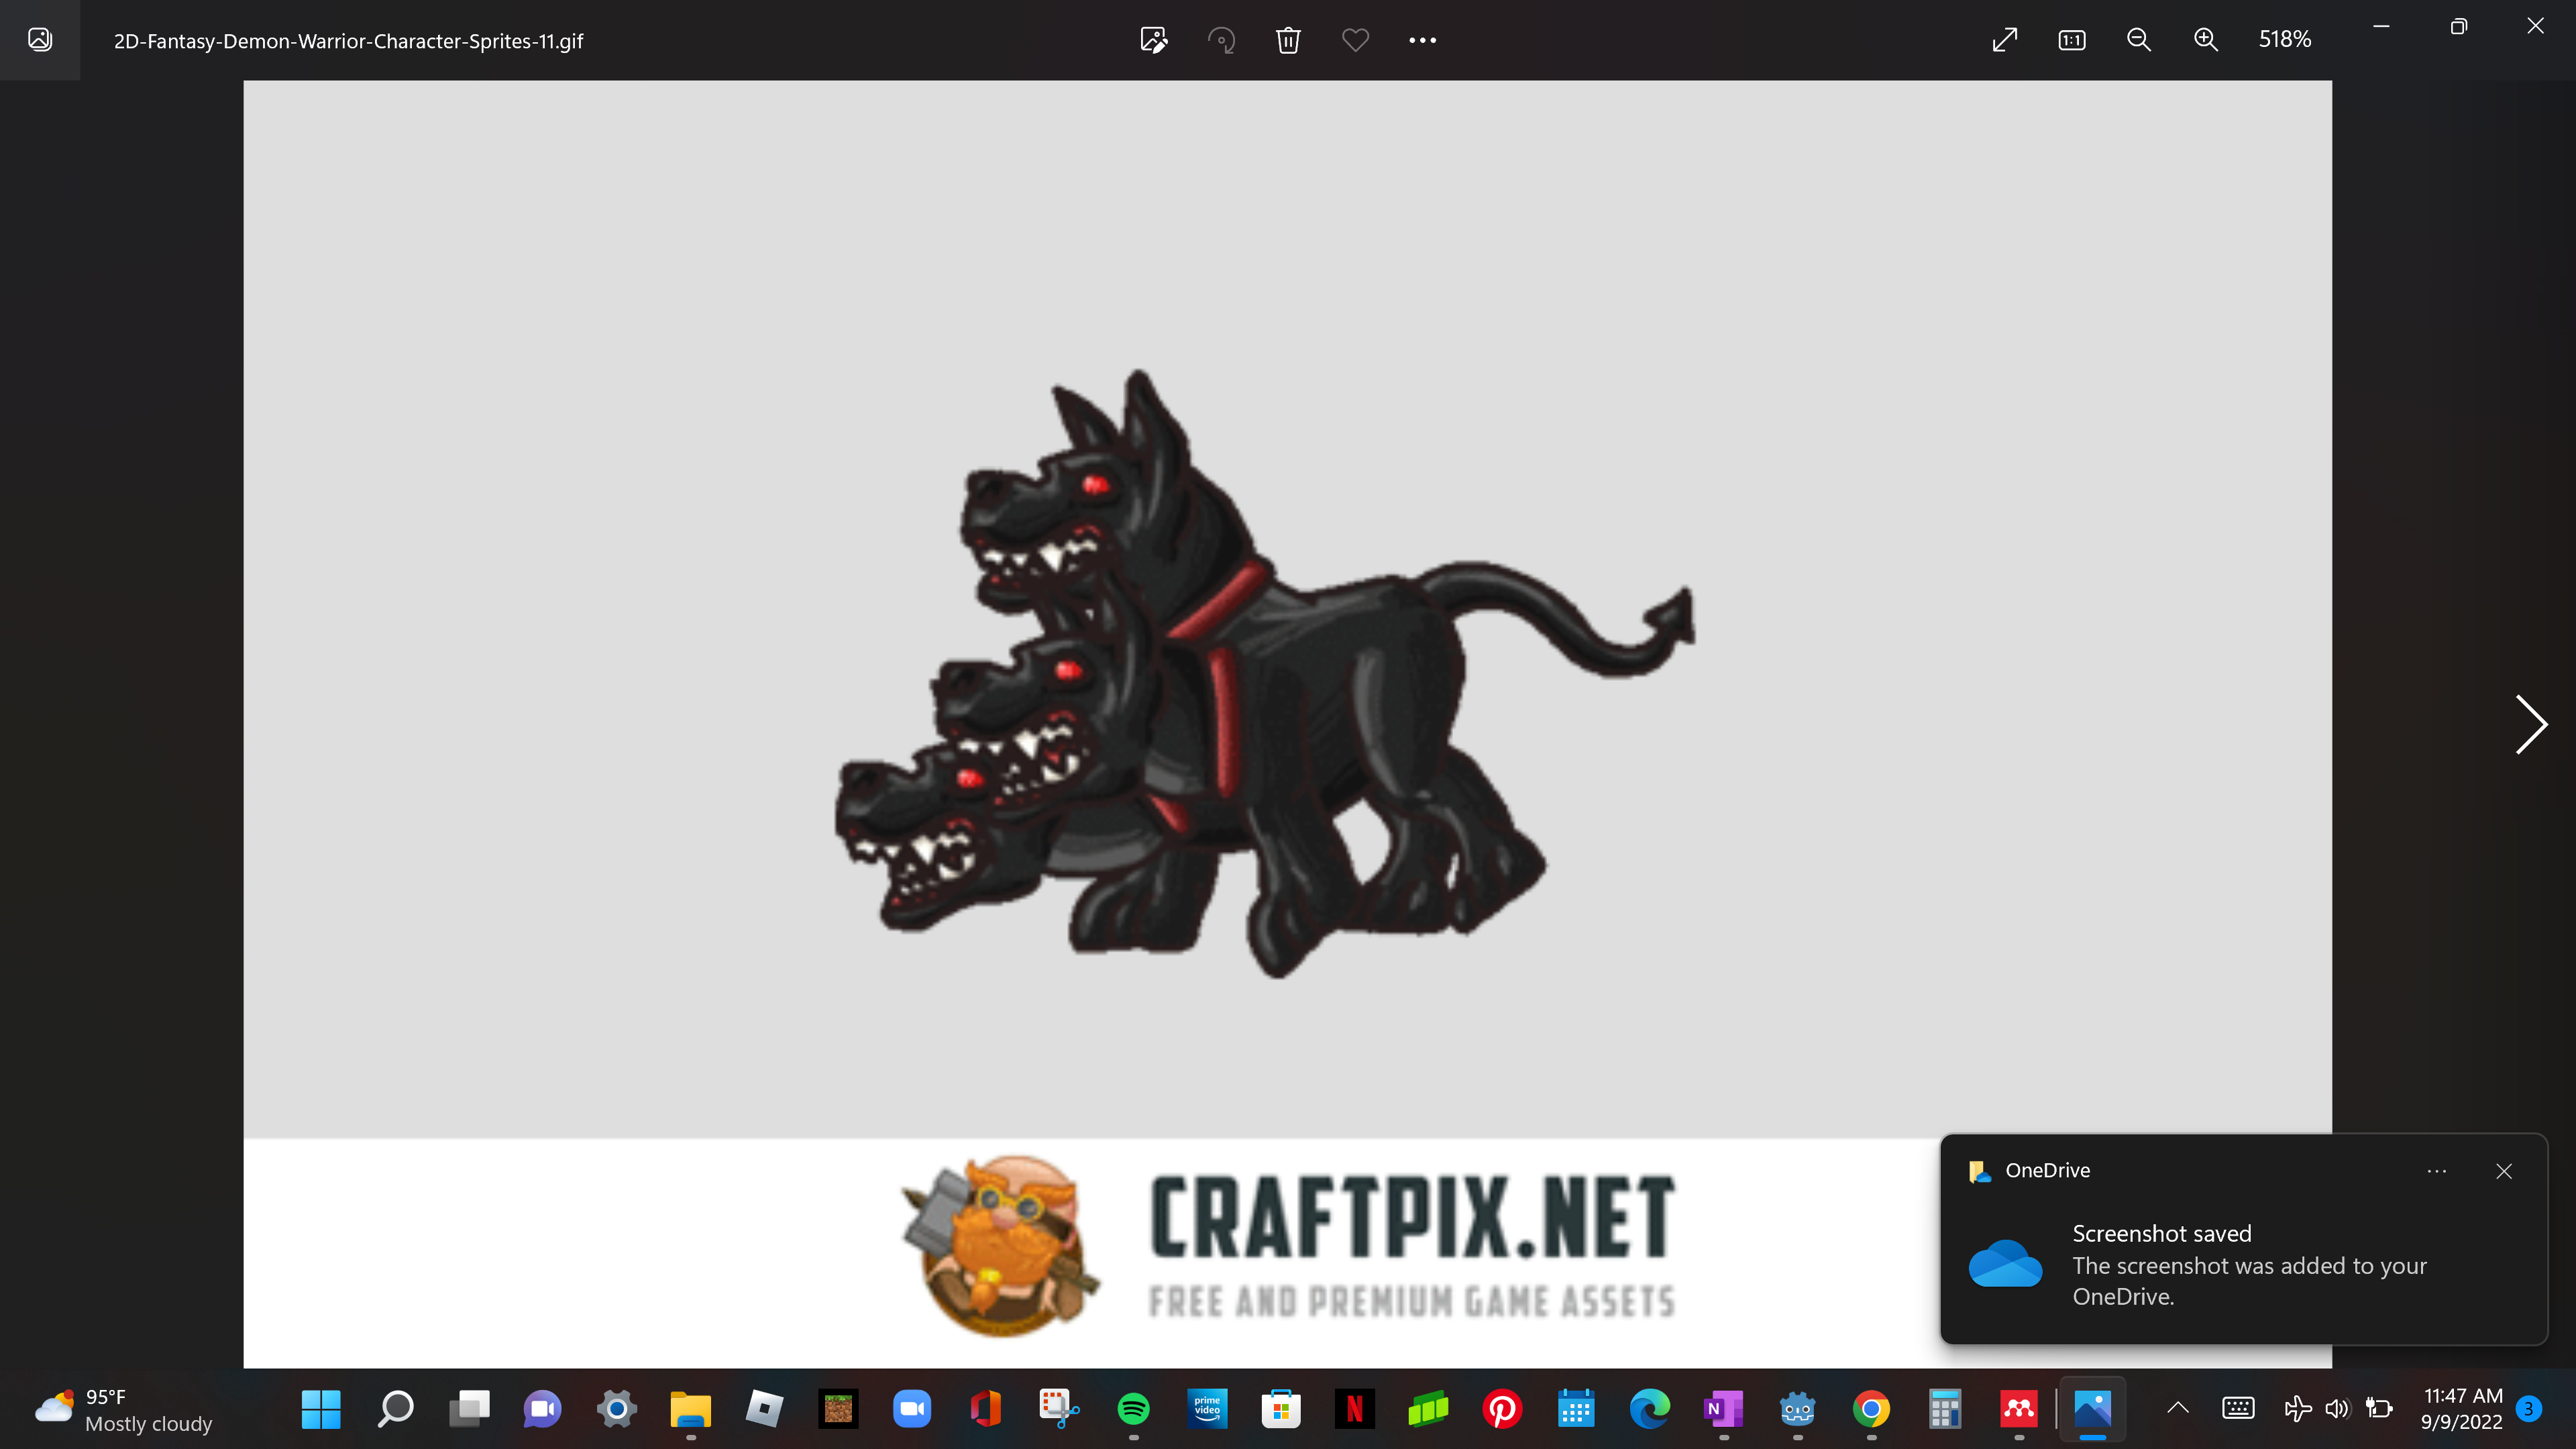 2D-Fantasy-Demon-Warrior-Character-Sprites-11.gif
1:1
518%
CRAFTPIX.NET
FREE AND PREMIUM GAME ASSETS
OneDrive
Screenshot saved
The screenshot was added to your
OneDrive.
95°F
Mostly cloudy
prime
video
N
N
11:47 AM
9/9/2022
3